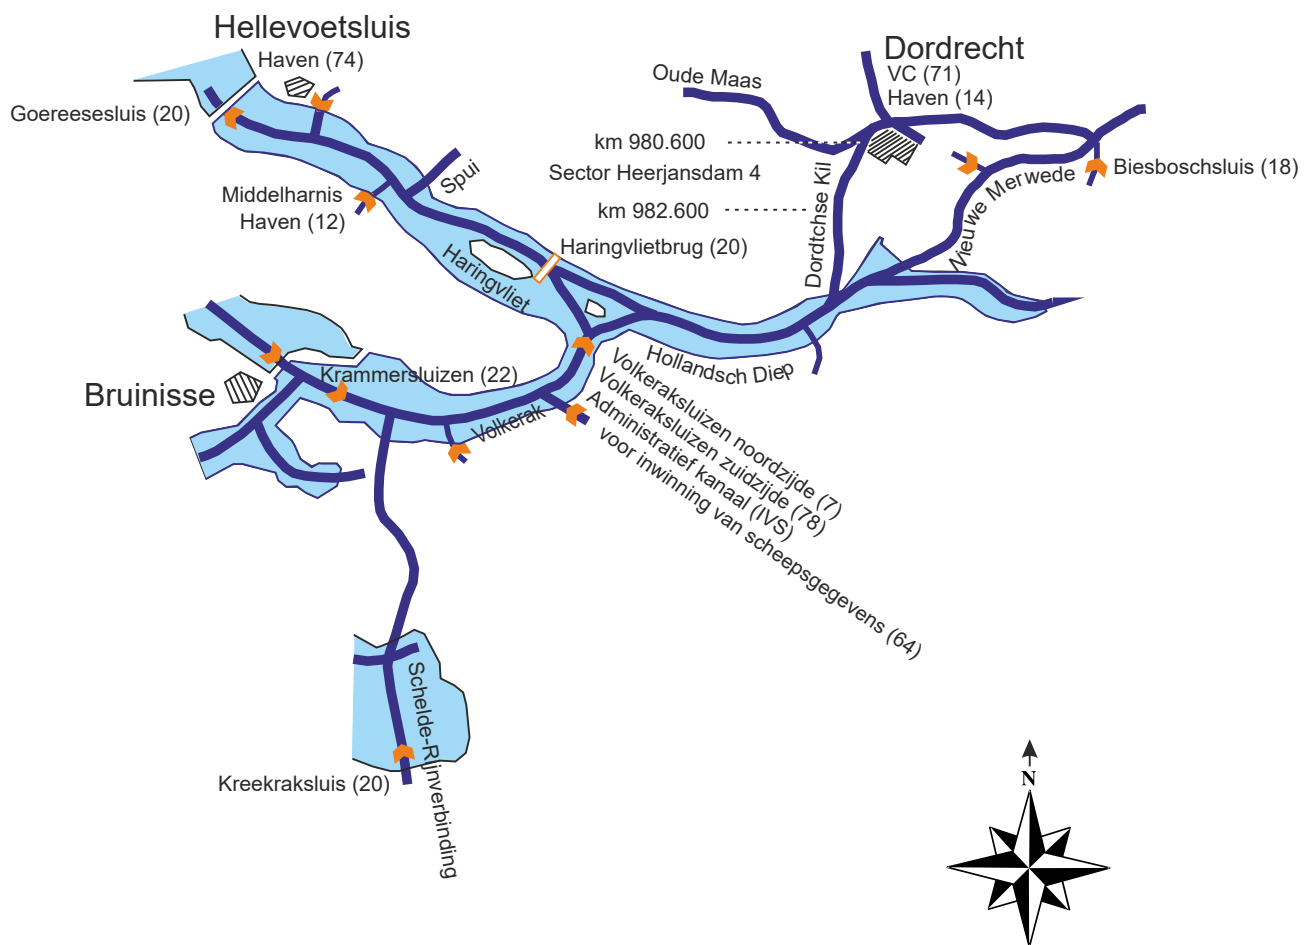 Hellevoetsluis
Haven (74)
Goereesesluis (20)
Dordrecht
VC (71)
Haven (14)
Oude Maas
km 980.600
Sector Heerjansdam 4
km 982.600
Biesboschsluis (18)
Spui
Middelharnis
Haven (12)
Haringvliet
Haringvlietbrug (20)
Dordtchse Kil
Nieuwe Merwede
Hollandsch Diep
Bruinisse
Krammersluizen (22)
Volkerak
Volkeraksluizen noordzijde (7)
Volkeraksluizen zuidzijde (78)
Administratief kanaal (IVS)
voor inwinning van scheepsgegevens (64)
Schelde-Rijnverbinding
Kreekraksluis (20)
N